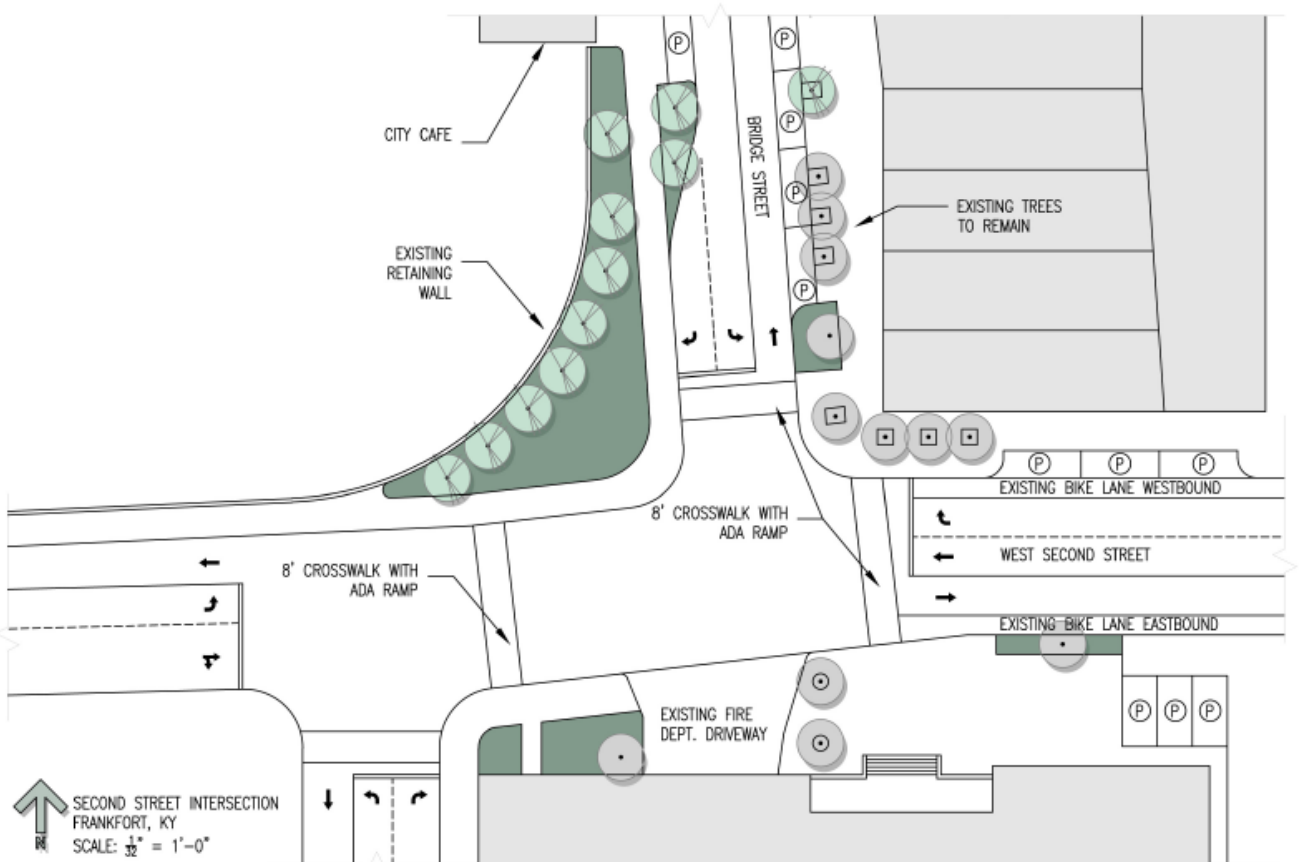 P
P
CITY CAFE
BRIDGE STREET
P
P
EXISTING TREES
TO REMAIN
EXISTING
RETAINING
WALL
P
P
P
P
EXISTING BIKE LANE WESTBOUND
8' CROSSWALK WITH
ADA RAMP
WEST SECOND STREET
8' CROSSWALK WITH
ADA RAMP
EXISTING BIKE LANE EASTBOUND
EXISTING FIRE
DEPT. DRIVEWAY
P
P
P
N
SECOND STREET INTERSECTION
FRANKFORT, KY
SCALE: 1/32" = 1'-0"